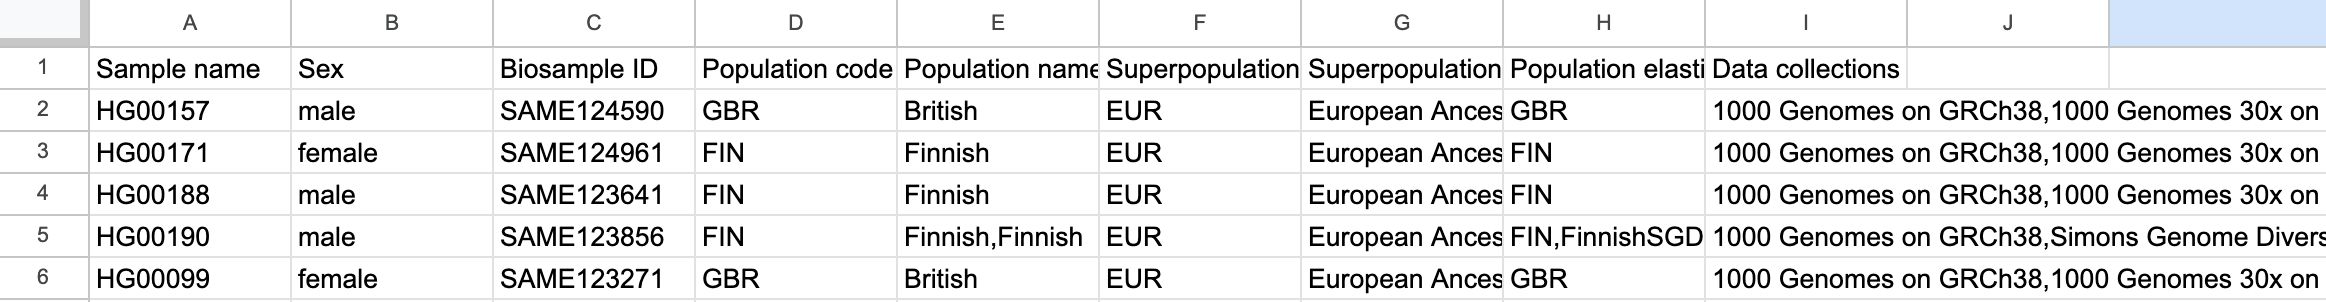 A B C D E F G H I J
1 Sample name Sex Biosample ID Population code Population name Superpopulation Superpopulation Population elasti Data collections
2 HG00157 male SAME124590 GBR British EUR European Ances GBR 1000 Genomes on GRCh38,1000 Genomes 30x on
3 HG00171 female SAME124961 FIN Finnish EUR European Ances FIN 1000 Genomes on GRCh38,1000 Genomes 30x on
4 HG00188 male SAME123641 FIN Finnish EUR European Ances FIN 1000 Genomes on GRCh38,1000 Genomes 30x on
5 HG00190 male SAME123856 FIN Finnish,Finnish EUR European Ances FIN,FinnishSGD 1000 Genomes on GRCh38,Simons Genome Divers
6 HG00099 female SAME123271 GBR British EUR European Ances GBR 1000 Genomes on GRCh38,1000 Genomes 30x on